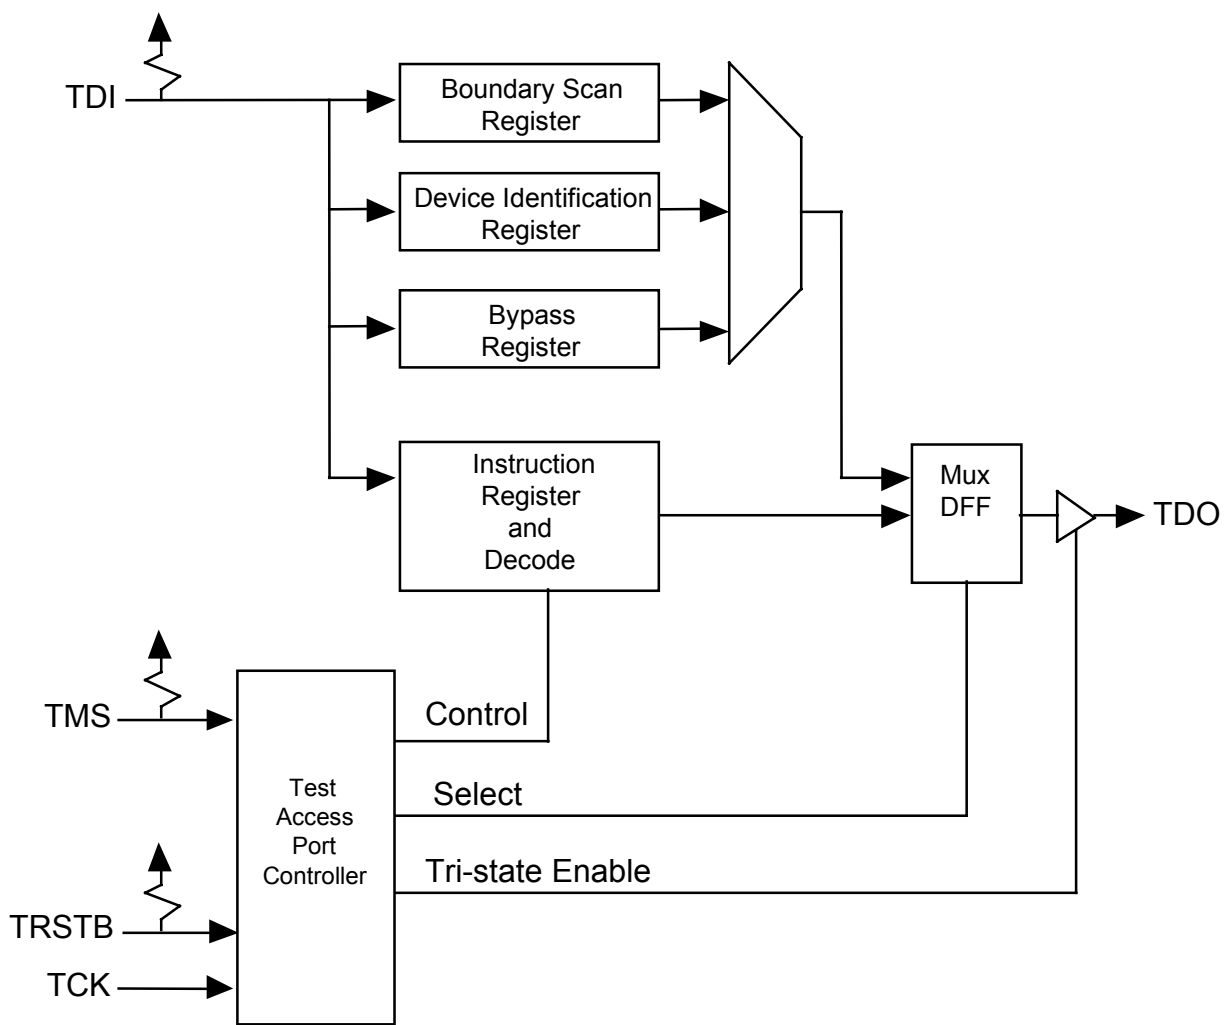 TDI
Boundary Scan
Register
Device Identification
Register
Bypass
Register
Instruction
Register
and
Decode
Mux
DFF
TDO
TMS
Control
Test
Access
Port
Controller
Select
Tri-state Enable
TRSTB
TCK